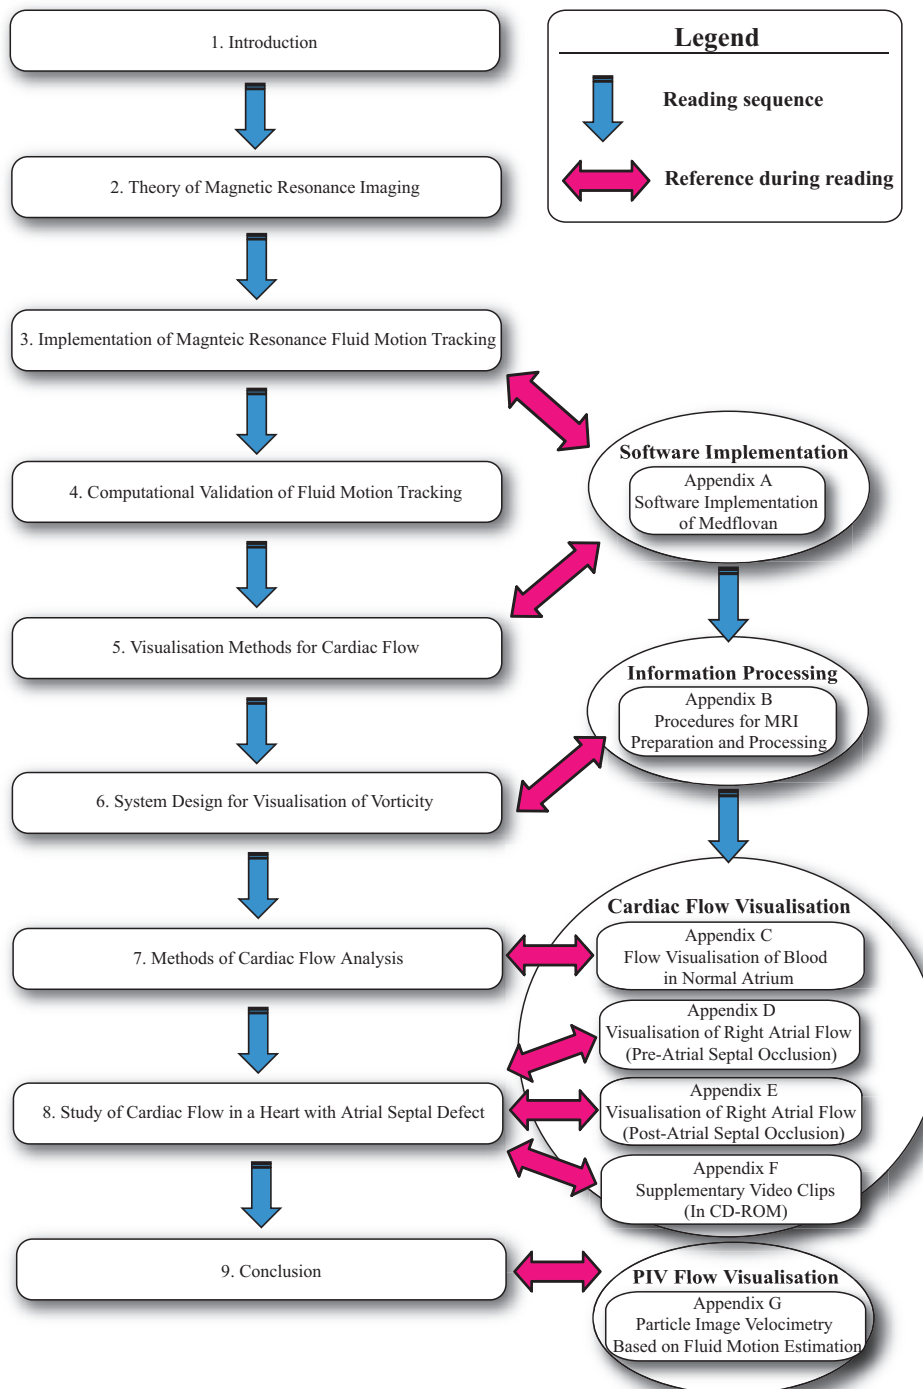 1. Introduction
Legend
Reading sequence
Reference during reading
2. Theory of Magnetic Resonance Imaging
3. Implementation of Magnteic Resonance Fluid Motion Tracking
4. Computational Validation of Fluid Motion Tracking
Software Implementation
Appendix A
Software Implementation
of Medflovan
5. Visualisation Methods for Cardiac Flow
Information Processing
Appendix B
Procedures for MRI
Preparation and Processing
6. System Design for Visualisation of Vorticity
Cardiac Flow Visualisation
7. Methods of Cardiac Flow Analysis
Appendix C
Flow Visualisation of Blood
in Normal Atrium
Appendix D
Visualisation of Right Atrial Flow
(Pre-Atrial Septal Occlusion)
8. Study of Cardiac Flow in a Heart with Atrial Septal Defect
Appendix E
Visualisation of Right Atrial Flow
(Post-Atrial Septal Occlusion)
Appendix F
Supplementary Video Clips
(In CD-ROM)
9. Conclusion
PIV Flow Visualisation
Appendix G
Particle Image Velocimetry
Based on Fluid Motion Estimation